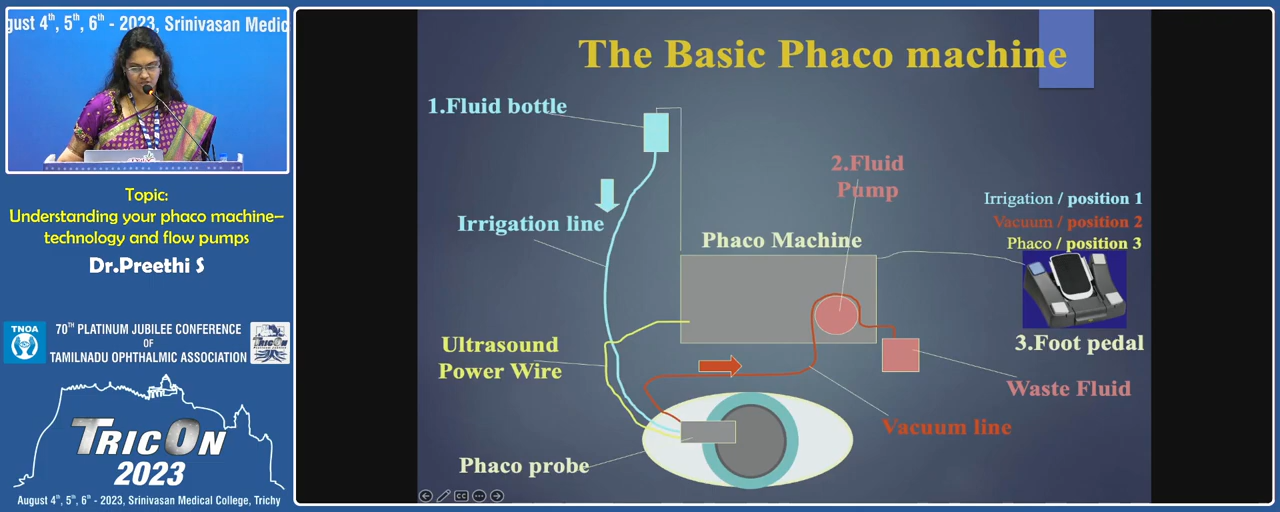 gust 4th, 5th, 6th - 2023, Srinivasan Medic
Topic:
Understanding your phaco machine–
technology and flow pumps
Dr.Preethi S
TNOA
70TH PLATINUM JUBILEE CONFERENCE
OF
TAMILNADU OPHTHALMIC ASSOCIATION
TRICON
TRICON
2023
August 4th, 5th, 6th - 2023, Srinivasan Medical College, Trichy
The Basic Phaco machine
1.Fluid bottle
2.Fluid
Pump
Irrigation / position 1
Vacuum / position 2
Phaco / position 3
Irrigation line
Phaco Machine
3.Foot pedal
Ultrasound
Power Wire
Waste Fluid
Vacuum line
Phaco probe
CC